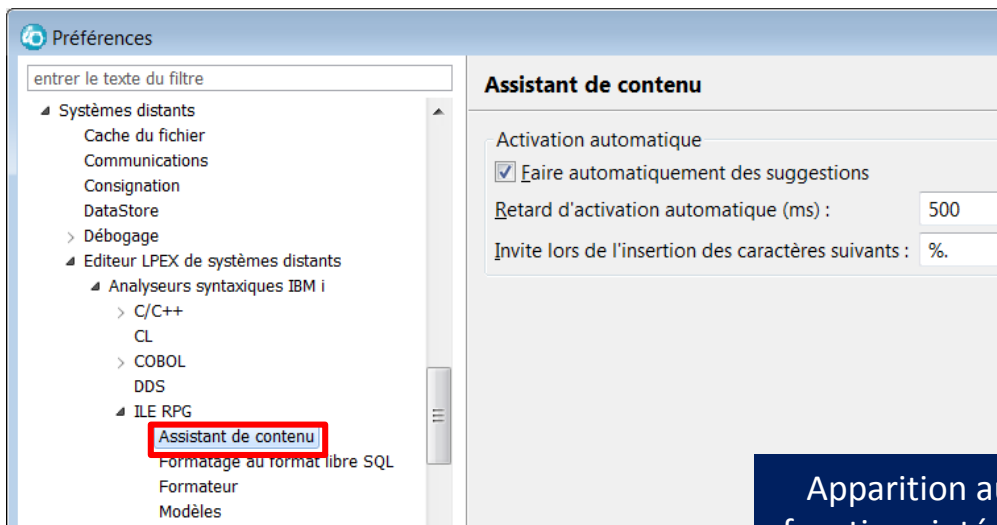 Préférences
entrer le texte du filtre
Systèmes distants
Cache du fichier
Communications
Consignation
DataStore
Débogage
Editeur LPEX de systèmes distants
Analyseurs syntaxiques IBM i
C/C++
CL
COBOL
DDS
ILE RPG
Assistant de contenu
Formatage au format libre SQL
Formateur
Modèles
Assistant de contenu
Activation automatique
Faire automatiquement des suggestions
Retard d'activation automatique (ms) : 500
Invite lors de l'insertion des caractères suivants : %.
Apparition